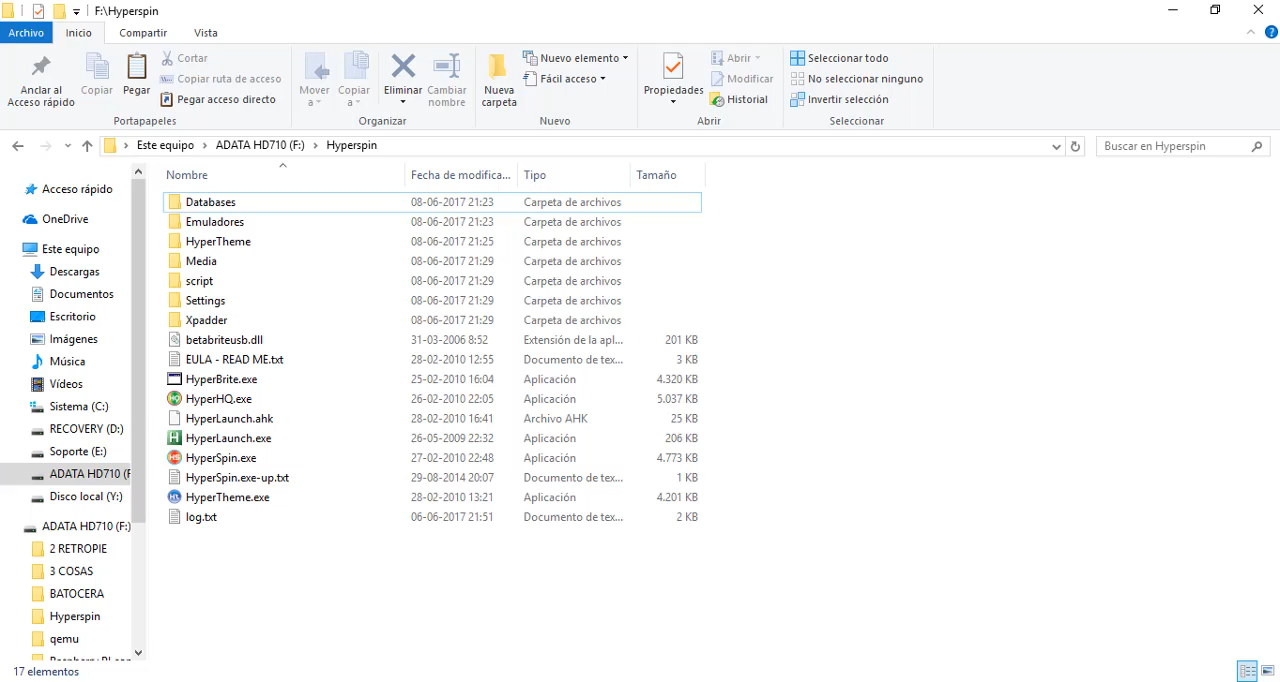 F:\Hyperspin
Archivo Inicio Compartir Vista
Anclar al Acceso rápido
Copiar
Pegar
Cortar
Copiar ruta de acceso
Pegar acceso directo
Portapapeles
Mover a
Copiar a
Eliminar
Cambiar nombre
Organizar
Nueva carpeta
Nuevo elemento
Fácil acceso
Nuevo
Propiedades
Abrir
Modificar
Historial
Abrir
Seleccionar todo
No seleccionar ninguno
Invertir selección
Seleccionar
Este equipo > ADATA HD710 (F:) > Hyperspin
Buscar en Hyperspin
Acceso rápido
OneDrive
Este equipo
Descargas
Documentos
Escritorio
Imágenes
Música
Vídeos
Sistema (C:)
RECOVERY (D:)
Soporte (E:)
ADATA HD710 (F
Disco local (Y:)
ADATA HD710 (F:)
2 RETROPIE
3 COSAS
BATOCERA
Hyperspin
qemu
Nombre Fecha de modifica... Tipo Tamaño
Databases 08-06-2017 21:23 Carpeta de archivos
Emuladores 08-06-2017 21:23 Carpeta de archivos
HyperTheme 08-06-2017 21:25 Carpeta de archivos
Media 08-06-2017 21:29 Carpeta de archivos
script 08-06-2017 21:29 Carpeta de archivos
Settings 08-06-2017 21:29 Carpeta de archivos
Xpadder 08-06-2017 21:29 Carpeta de archivos
betabriteusb.dll 31-03-2006 8:52 Extensión de la apl... 201 KB
EULA - READ ME.txt 28-02-2010 12:55 Documento de tex... 3 KB
HyperBrite.exe 25-02-2010 16:04 Aplicación 4.320 KB
HyperHQ.exe 26-02-2010 22:05 Aplicación 5.037 KB
HyperLaunch.ahk 28-02-2010 16:41 Archivo AHK 25 KB
HyperLaunch.exe 26-05-2009 22:32 Aplicación 206 KB
HyperSpin.exe 27-02-2010 22:48 Aplicación 4.773 KB
HyperSpin.exe-up.txt 29-08-2014 20:07 Documento de tex... 1 KB
HyperTheme.exe 28-02-2010 13:21 Aplicación 4.201 KB
log.txt 06-06-2017 21:51 Documento de tex... 2 KB
17 elementos